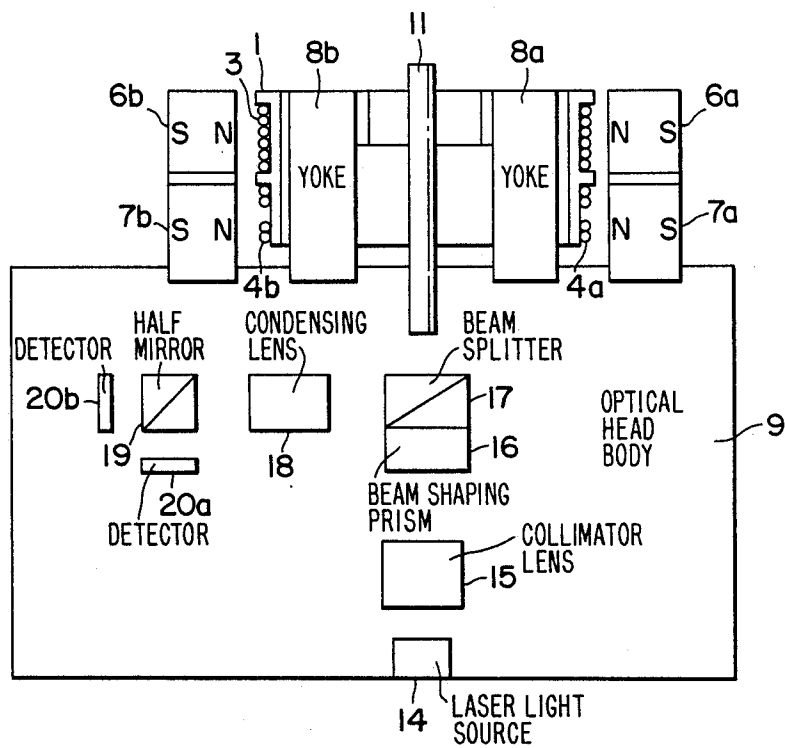 11
1
8b
8a
3
6b
6a
S N
N S
YOKE
YOKE
7b
7a
S N
N S
4b
4a
DETECTOR
HALF
MIRROR
CONDENSING
LENS
BEAM
SPLITTER
20b
17
OPTICAL
HEAD
BODY
9
19
18
16
20a
DETECTOR
BEAM SHAPING
PRISM
COLLIMATOR
LENS
15
14
LASER LIGHT
SOURCE